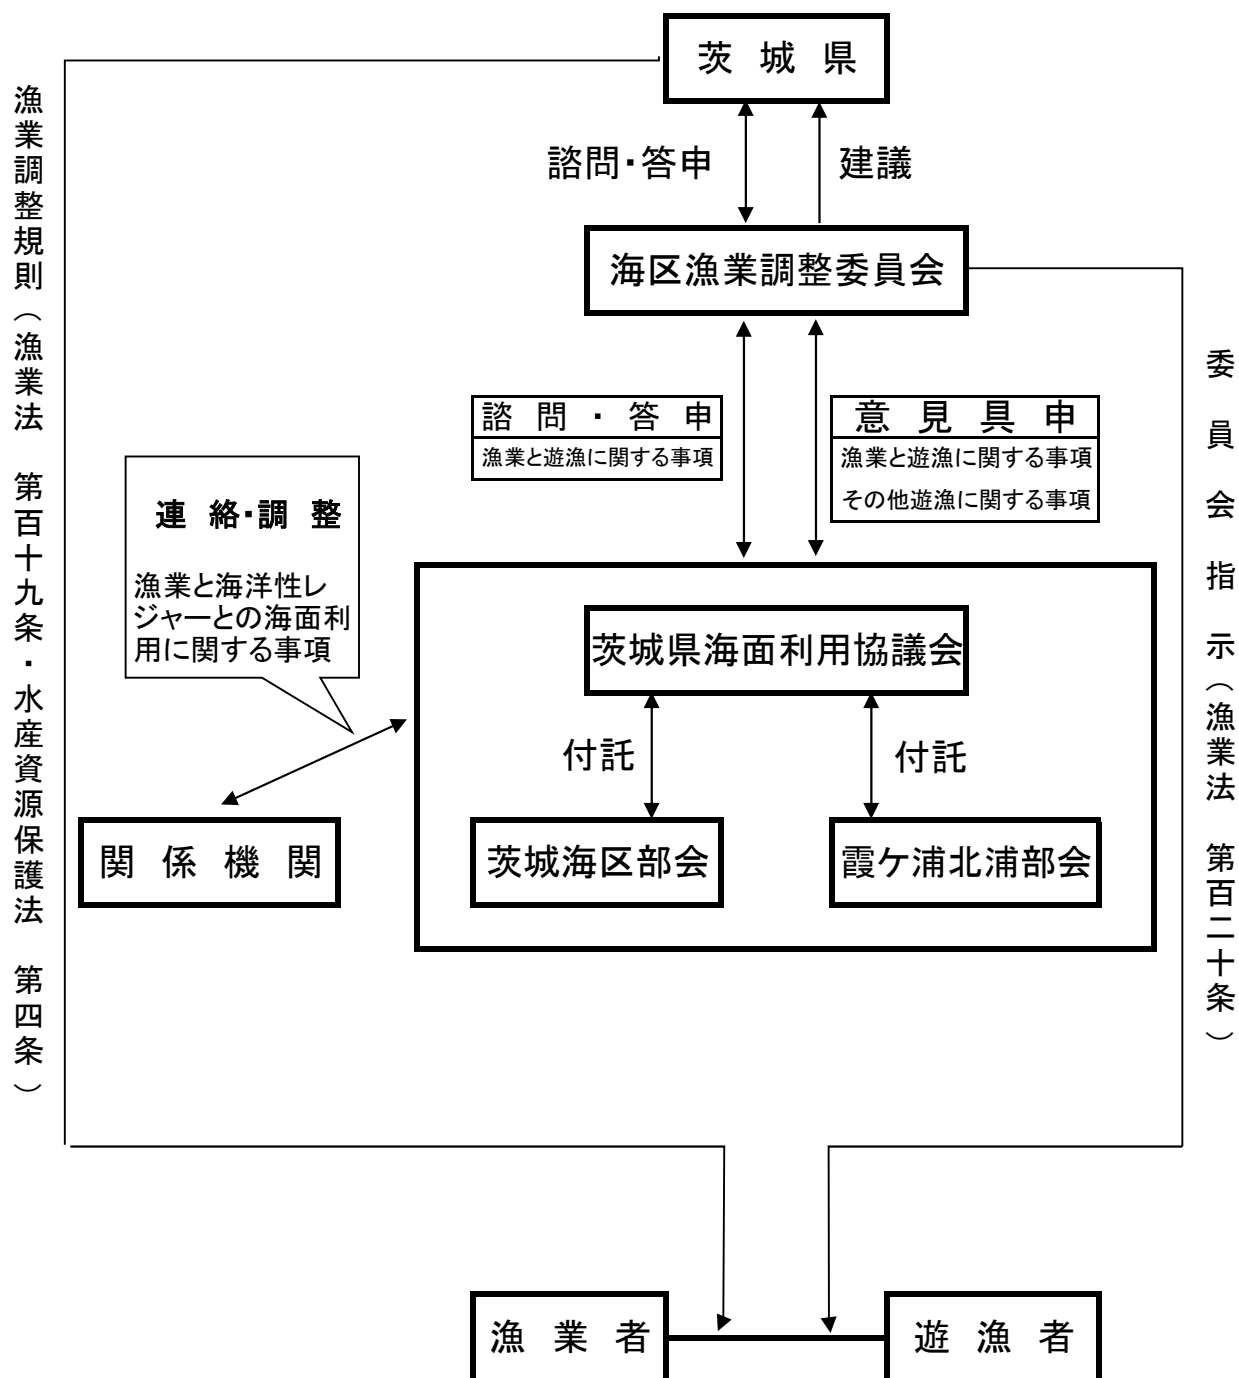 茨　城　県
諮問・答申
建議
海区漁業調整委員会
漁業調整規則（漁業法　第百十九条・水産資源保護法　第四条）
委員会指示（漁業法　第百二十条）
諮　問　・　答　申
漁業と遊漁に関する事項
意　見　具　申
漁業と遊漁に関する事項
その他遊漁に関する事項
連　絡・調　整
漁業と海洋性レ
ジャーとの海面利
用に関する事項
茨城県海面利用協議会
付託
付託
関　係　機　関
茨城海区部会
霞ケ浦北浦部会
漁　業　者
遊　漁　者